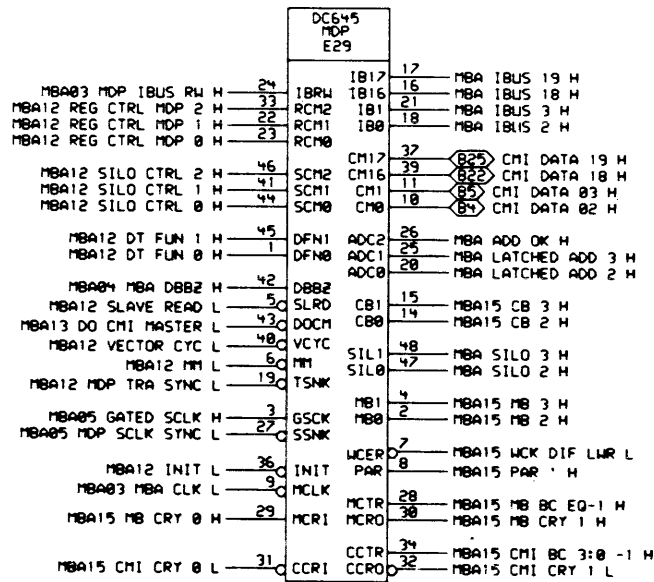 DC645
MDP
E29
IB17 17 MBA IBUS 19 H
IB16 16 MBA IBUS 18 H
MBA03 MDP IBUS RW H 24 IBRW IB1 21 MBA IBUS 3 H
MBA12 REG CTRL MDP 2 H 33 RCM2 IB0 18 MBA IBUS 2 H
MBA12 REG CTRL MDP 1 H 22 RCM1
MBA12 REG CTRL MDP 0 H 23 RCM0
CM17 37 B25 CMI DATA 19 H
MBA12 SILO CTRL 2 H 46 SCM2 CM16 39 B22 CMI DATA 18 H
MBA12 SILO CTRL 1 H 41 SCM1 CM1 11 B5 CMI DATA 03 H
MBA12 SILO CTRL 0 H 44 SCM0 CM0 10 B4 CMI DATA 02 H
MBA12 DT FUN 1 H 45 DFN1 ADC2 26 MBA ADD OK H
MBA12 DT FUN 0 H 1 DFN0 ADC1 25 MBA LATCHED ADD 3 H
ADC0 20 MBA LATCHED ADD 2 H
MBA04 MBA DBBZ H 42 DBBZ
MBA12 SLAVE READ L 5 SLRD CB1 15 MBA15 CB 3 H
MBA13 DO CMI MASTER L 43 DOCM CB0 14 MBA15 CB 2 H
MBA12 VECTOR CYC L 40 VCYC
MBA12 MM L 6 MM SIL1 48 MBA SILO 3 H
MBA12 MDP TRA SYNC L 19 TSNK SIL0 47 MBA SILO 2 H
MB1 4 MBA15 MB 3 H
MBA05 GATED SCLK H 3 GSCK MB0 2 MBA15 MB 2 H
MBA05 MDP SCLK SYNC L 27 SSNK
WCER 7 MBA15 WCK DIF LWR L
MBA12 INIT L 36 INIT PAR 8 MBA15 PAR ' H
MBA03 MBA CLK L 9 MCLK
MCTR 28 MBA15 MB BC EQ-1 H
MBA15 MB CRY 0 H 29 MCRI MCRO 30 MBA15 MB CRY 1 H
CCTR 34 MBA15 CMI BC 3:0 -1 H
MBA15 CMI CRY 0 L 31 CCRI CCRO 32 MBA15 CMI CRY 1 L